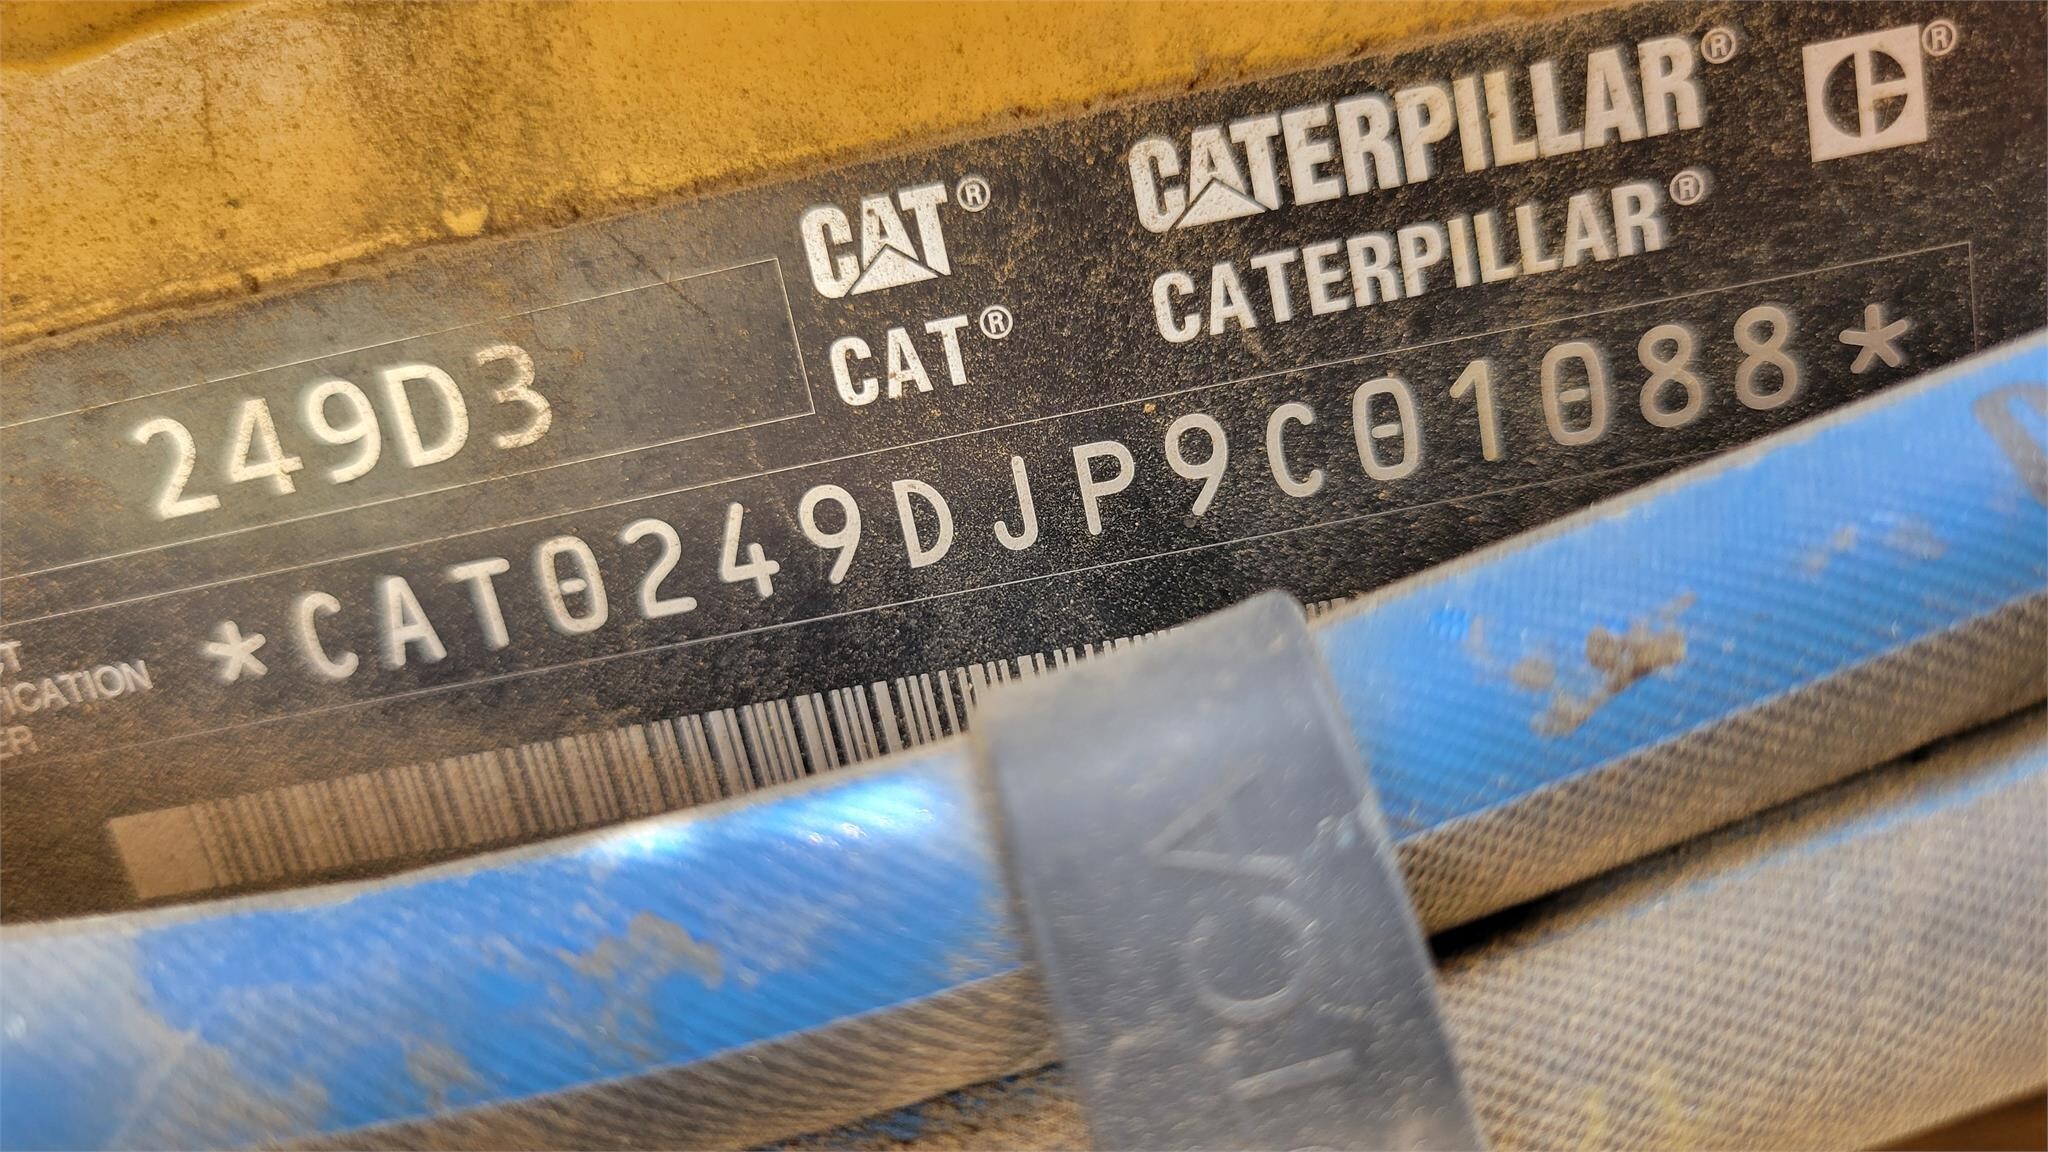 CAT® CATERPILLAR® C®
249D3 CAT® CATERPILLAR®
*CAT0249DJP9C01088*